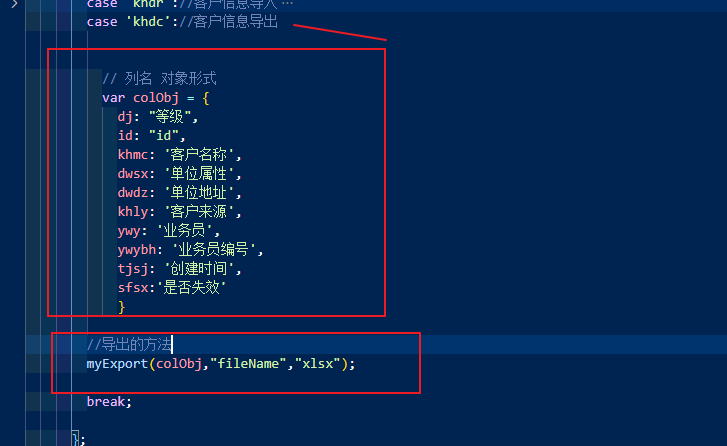 case 'khdr'://客户信息导入…
case 'khdc'://客户信息导出
// 列名 对象形式
var colObj = {
dj: "等级",
id: "id",
khmc: '客户名称',
dwsx: '单位属性',
dwdz: '单位地址',
khly: '客户来源',
ywy: '业务员',
ywybh: '业务员编号',
tjsj: '创建时间',
sfsx:'是否失效'
}
//导出的方法
myExport(colObj,"fileName","xlsx");
break;
};